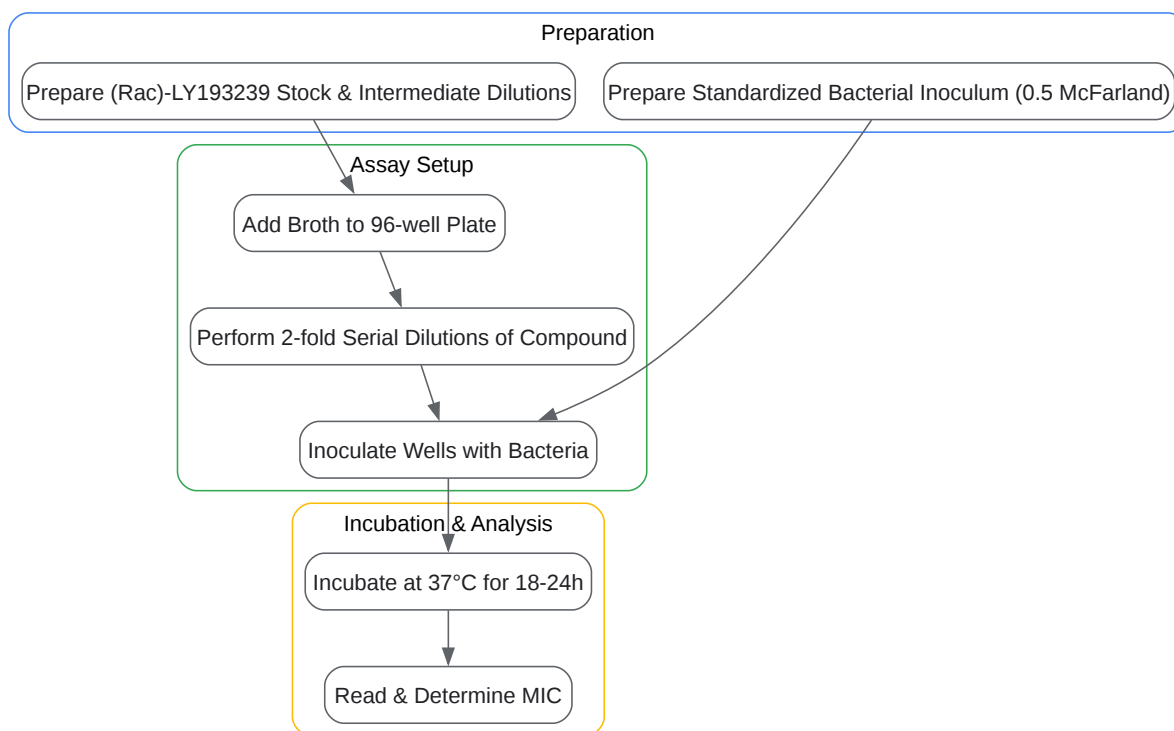 Preparation
Prepare (Rac)-LY193239 Stock & Intermediate Dilutions
Prepare Standardized Bacterial Inoculum (0.5 McFarland)
Assay Setup
Add Broth to 96-well Plate
Perform 2-fold Serial Dilutions of Compound
Inoculate Wells with Bacteria
Incubation & Analysis
Incubate at 37°C for 18-24h
Read & Determine MIC